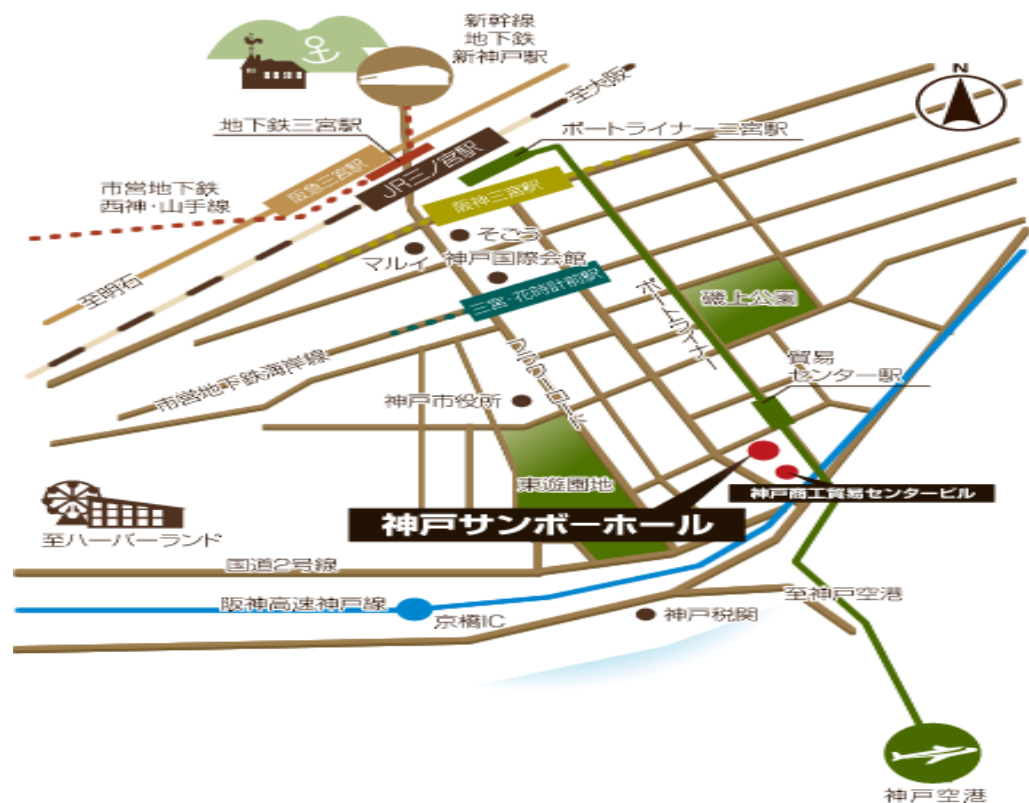 新幹線
地下鉄
新神戸駅
N
至大阪
地下鉄三宮駅
ポートライナー三宮駅
阪急三宮駅
JR三ノ宮駅
阪神三宮駅
市営地下鉄
西神・山手線
そごう
マルイ
神戸国際会館
至明石
三宮・花時計前駅
ポートライナー
磯上公園
市営地下鉄海岸線
フラワーロード
貿易
センター駅
神戸市役所
東遊園地
神戸商工貿易センタービル
神戸サンボーホール
至ハーバーランド
国道2号線
阪神高速神戸線
京橋IC
至神戸空港
神戸税関
神戸空港